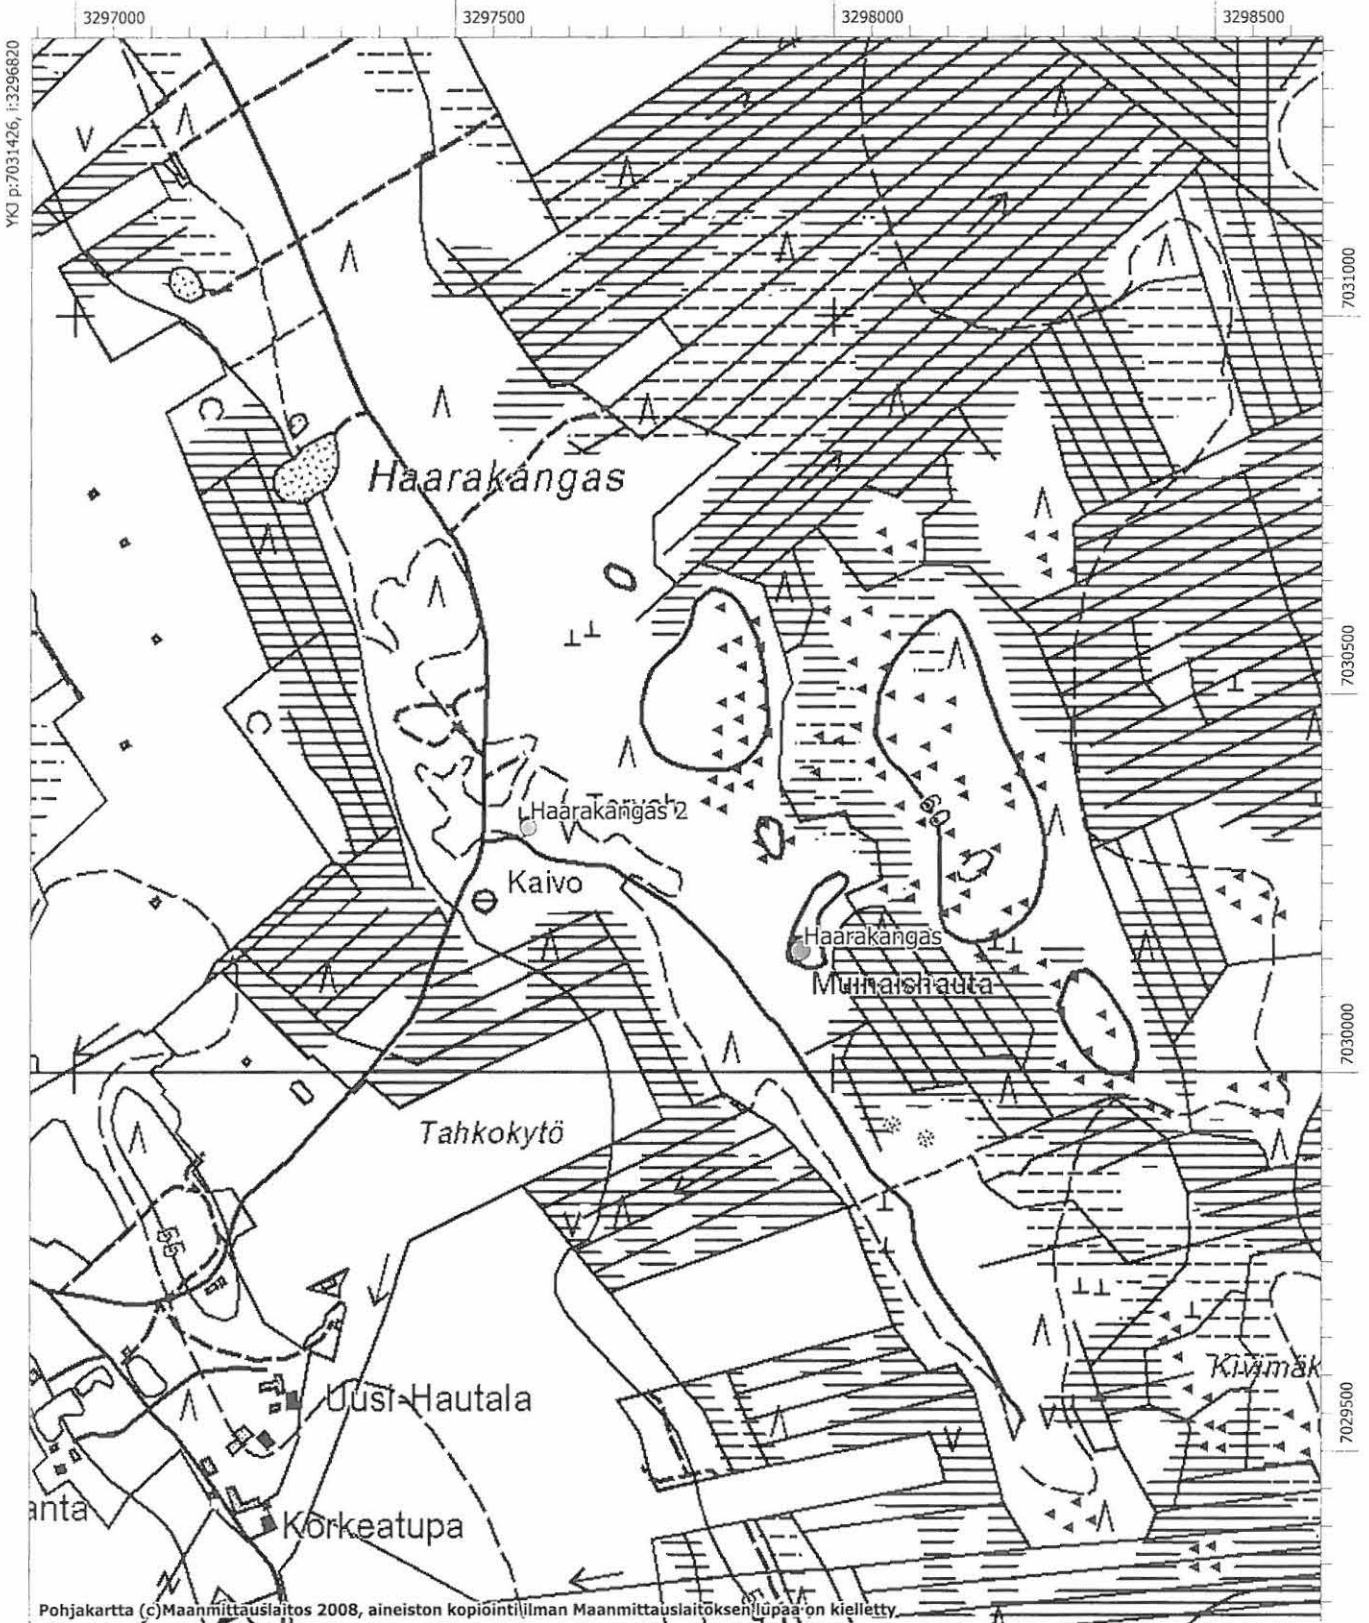 3297000
3297500
3298000
3298500
YKJ p:7031426, i:3296820
7031000
Haarakangas
7030500
Haarakangas 2
Kaivo
Haarakangas
Muinaishauta
7030000
Tahkokytö
Kivimäk
7029500
Uusi-Hautala
anta
Korkeatupa
Pohjakartta (c)Maanmittauslaitos 2008, aineiston kopiointi ilman Maanmittauslaitoksen lupaa on kielletty